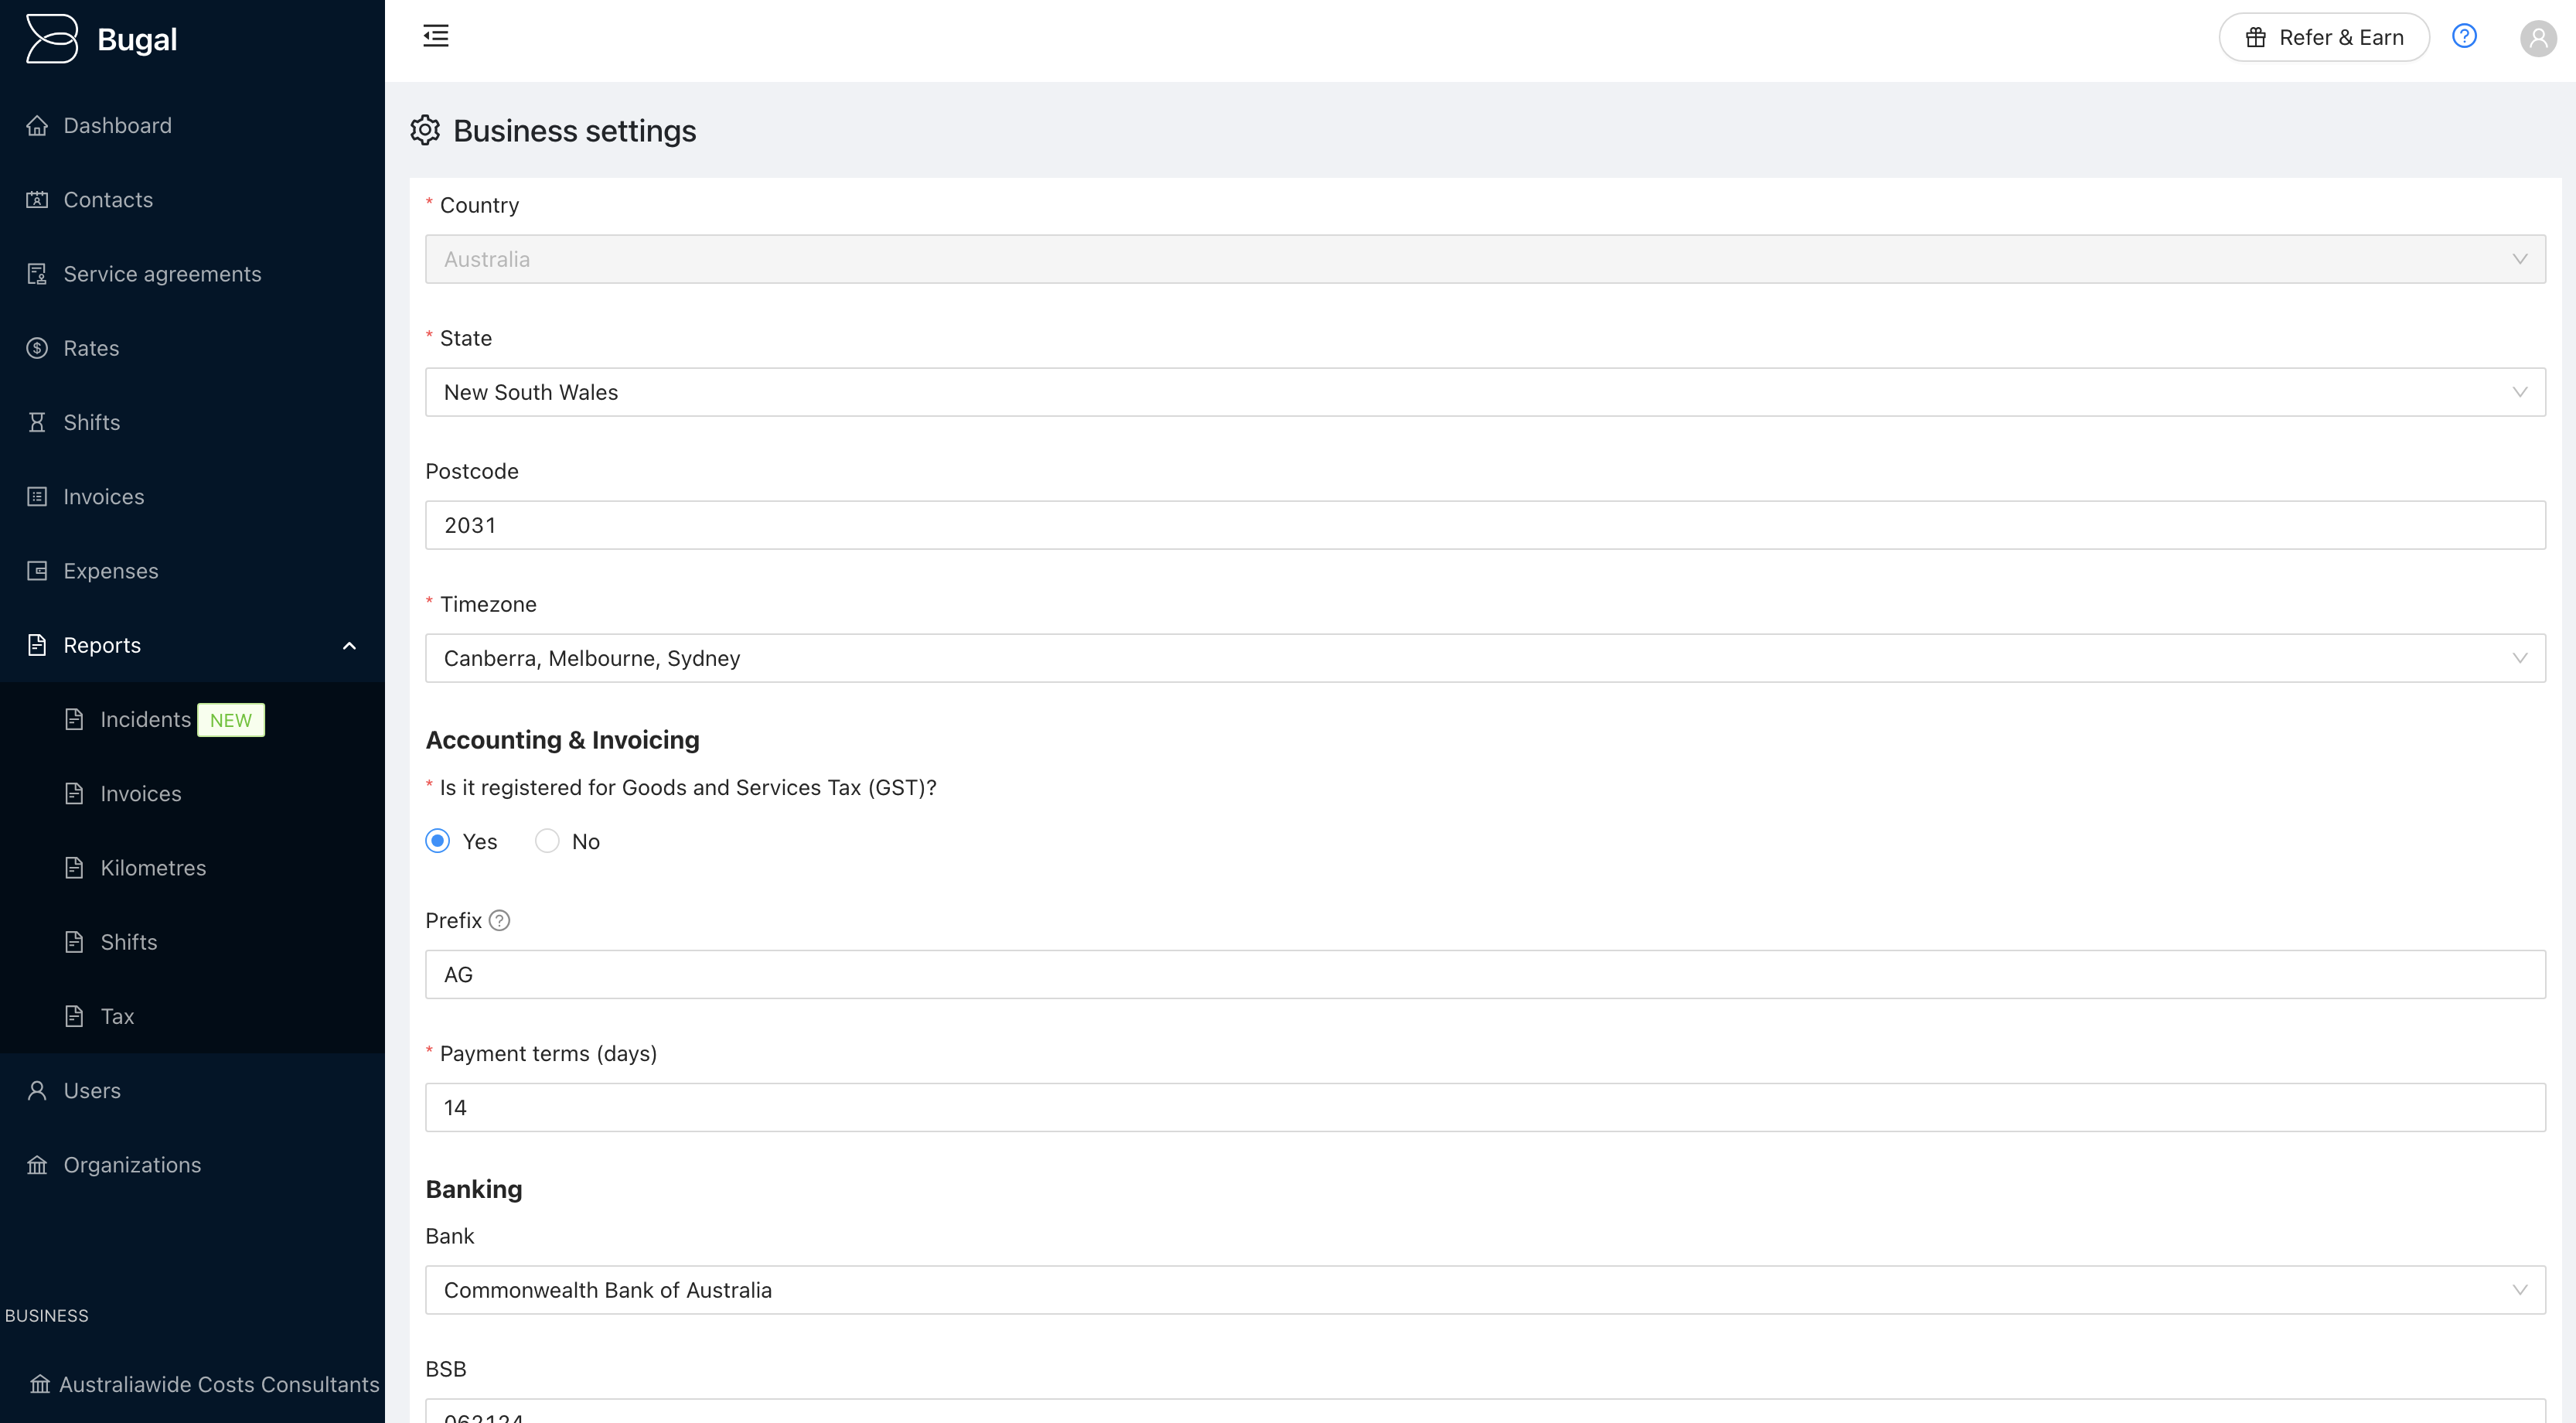 Bugal
Refer & Earn
Dashboard
Contacts
Service agreements
Rates
Shifts
Invoices
Expenses
Reports
Incidents NEW
Invoices
Kilometres
Shifts
Tax
Users
Organizations
BUSINESS
Australiawide Costs Consultants
Business settings
* Country
Australia
* State
New South Wales
Postcode
2031
* Timezone
Canberra, Melbourne, Sydney
Accounting & Invoicing
* Is it registered for Goods and Services Tax (GST)?
Yes No
Prefix
AG
* Payment terms (days)
14
Banking
Bank
Commonwealth Bank of Australia
BSB